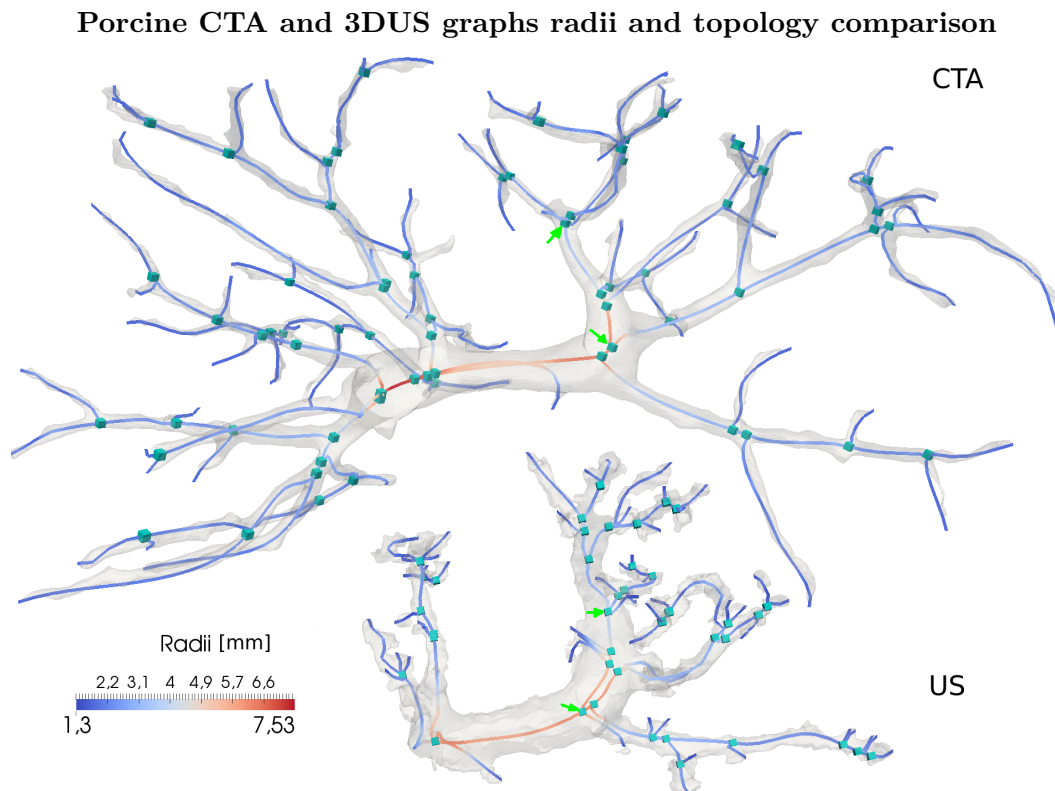 Porcine CTA and 3DUS graphs radii and topology comparison
CTA
US
Radii [mm]
2,2 3,1 4 4,9 5,7 6,6
1,3 7,53